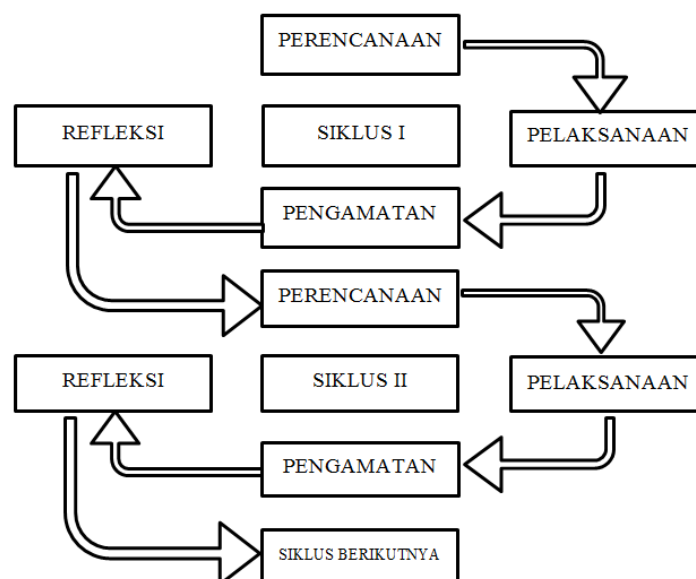 PERENCANAAN
REFLEKSI
SIKLUS I
PELAKSANAAN
PENGAMATAN
PERENCANAAN
REFLEKSI
SIKLUS II
PELAKSANAAN
PENGAMATAN
SIKLUS BERIKUTNYA